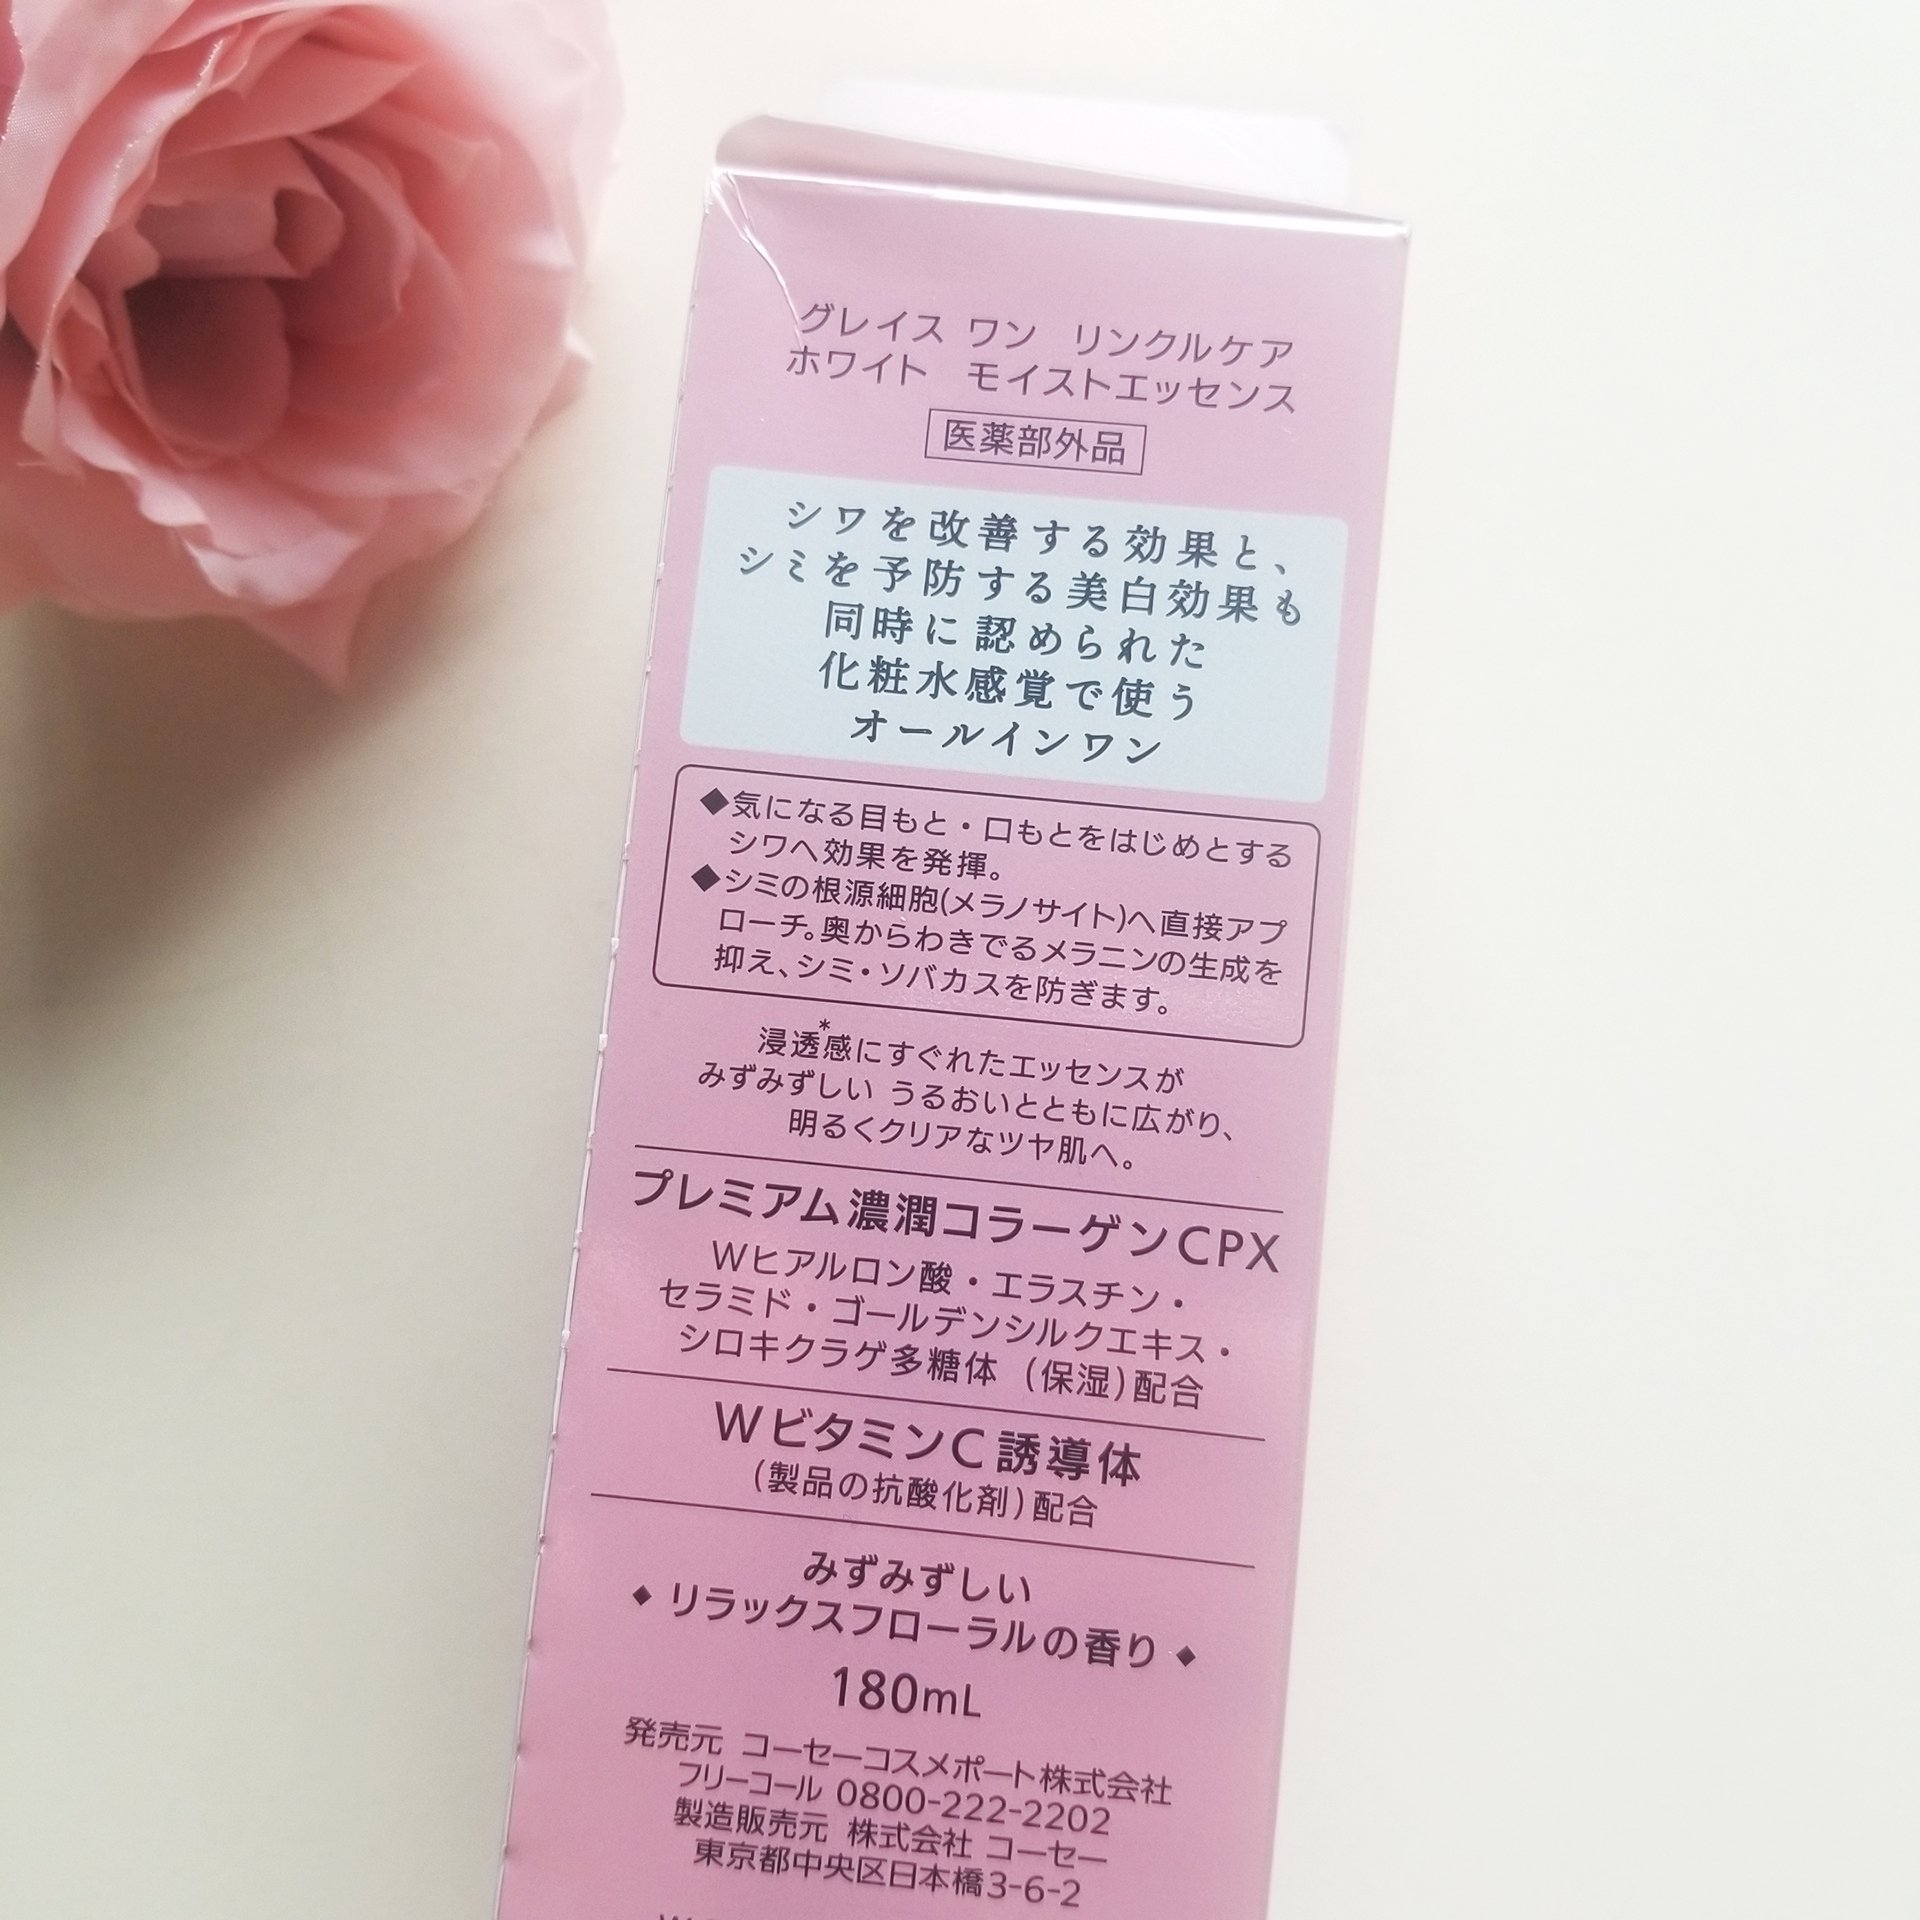 グレイス ワン リンクルケア
ホワイト モイストエッセンス
医薬部外品
シワを改善する効果と、
シミを予防する美白効果も
同時に認められた
化粧水感覚で使う
オールインワン
◆気になる目もと・口もとをはじめとする
シワへ効果を発揮。
◆シミの根源細胞(メラノサイト)へ直接アプ
ローチ。奥からわきでるメラニンの生成を
抑え、シミ・ソバカスを防ぎます。
浸透*感にすぐれたエッセンスが
みずみずしい うるおいとともに広がり、
明るくクリアなツヤ肌へ。
プレミアム濃潤コラーゲンCPX
Wヒアルロン酸・エラスチン・
セラミド・ゴールデンシルクエキス・
シロキクラゲ多糖体 (保湿)配合
WビタミンC誘導体
(製品の抗酸化剤)配合
みずみずしい
◆ リラックスフローラルの香り ◆
180mL
発売元 コーセーコスメポート株式会社
フリーコール 0800-222-2202
製造販売元 株式会社 コーセー
東京都中央区日本橋3-6-2